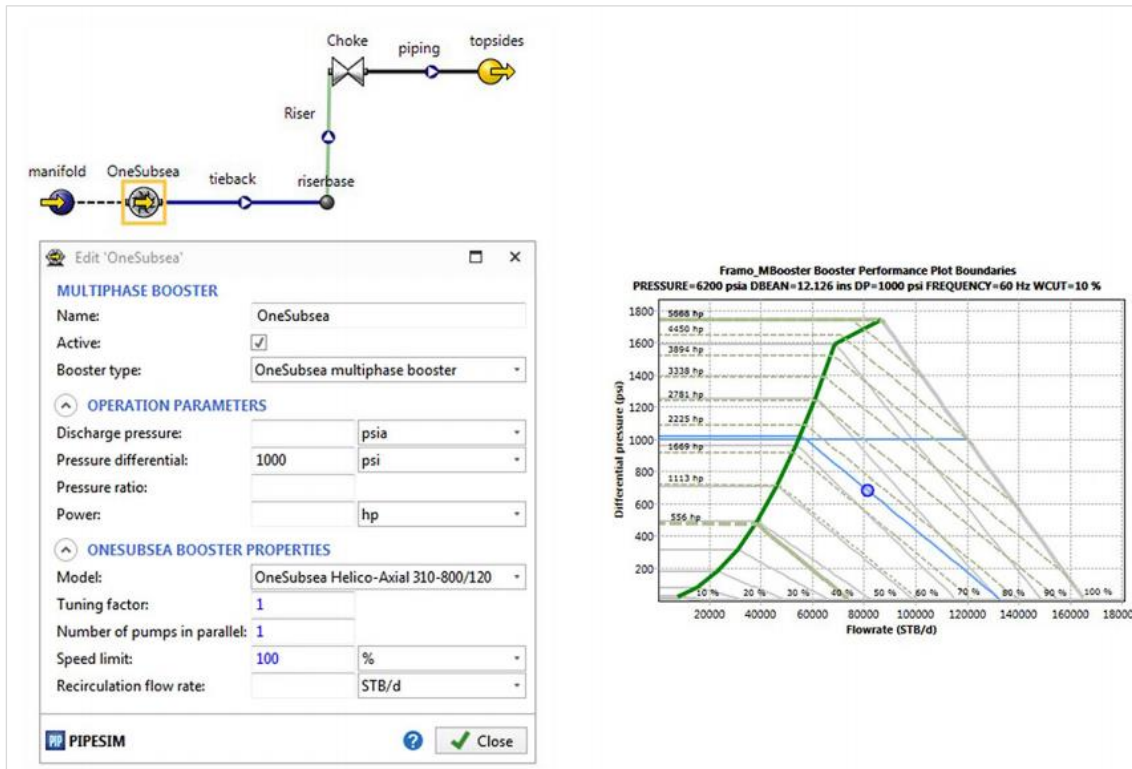 Choke
piping
topsides
Riser
manifold
OneSubsea
tieback
riserbase
Edit 'OneSubsea'
MULTIPHASE BOOSTER
Name: OneSubsea
Active:
Booster type: OneSubsea multiphase booster
OPERATION PARAMETERS
Discharge pressure: psia
Pressure differential: 1000 psi
Pressure ratio:
Power: hp
ONESUBSEA BOOSTER PROPERTIES
Model: OneSubsea Helico-Axial 310-800/120
Tuning factor: 1
Number of pumps in parallel: 1
Speed limit: 100 %
Recirculation flow rate: STB/d
PIP PIPESIM
? Close
Framo_MBooster Booster Performance Plot Boundaries
PRESSURE=6200 psia DBEAN=12.126 ins DP=1000 psi FREQUENCY=60 Hz WCUT=10 %
Differential pressure (psi)
1800
1600
1400
1200
1000
800
600
400
200
5668 hp
4450 hp
3894 hp
3338 hp
2781 hp
2225 hp
1669 hp
1113 hp
556 hp
10 % 20 % 30 % 40 % 50 % 60 % 70 % 80 % 90 % 100 %
20000 40000 60000 80000 100000 120000 140000 160000 180000
Flowrate (STB/d)